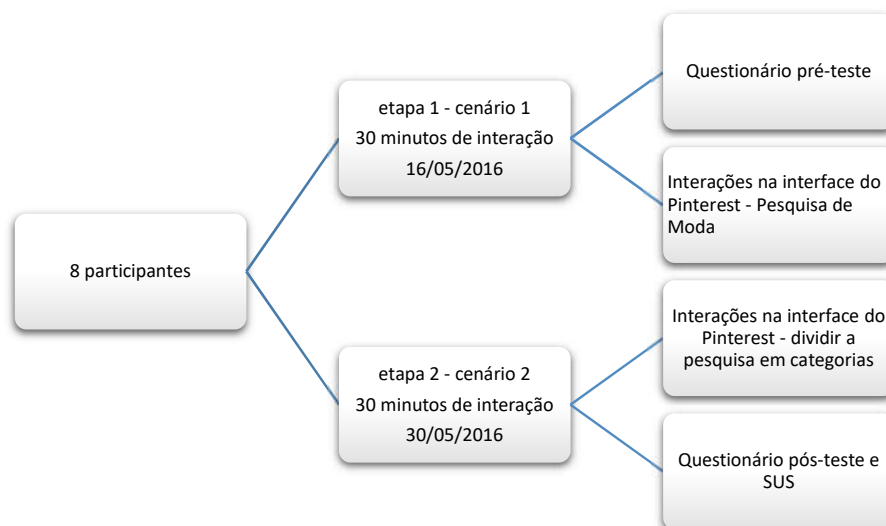 8 participantes
etapa 1 - cenário 1
30 minutos de interação
16/05/2016
Questionário pré-teste
Interações na interface do
Pinterest - Pesquisa de
Moda
etapa 2 - cenário 2
30 minutos de interação
30/05/2016
Interações na interface do
Pinterest - dividir a
pesquisa em categorias
Questionário pós-teste e
SUS